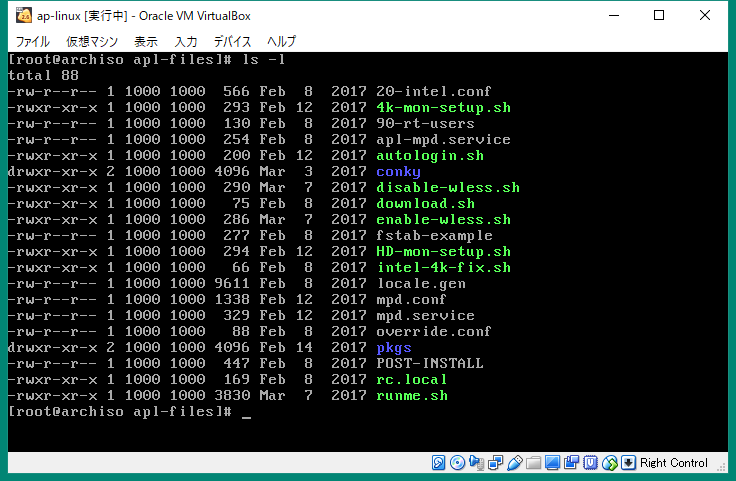 ap-linux [実行中] - Oracle VM VirtualBox
ファイル 仮想マシン 表示 入力 デバイス ヘルプ
[root@archiso apl-files]# ls -l
total 88
-rw-r--r-- 1 1000 1000  566 Feb  8  2017 20-intel.conf
-rwxr-xr-x 1 1000 1000  293 Feb 12  2017 4k-mon-setup.sh
-rw-r--r-- 1 1000 1000  130 Feb  8  2017 90-rt-users
-rw-r--r-- 1 1000 1000  254 Feb  8  2017 apl-mpd.service
-rwxr-xr-x 1 1000 1000  200 Feb 12  2017 autologin.sh
drwxr-xr-x 2 1000 1000 4096 Mar  3  2017 conky
-rwxr-xr-x 1 1000 1000  290 Mar  7  2017 disable-wless.sh
-rwxr-xr-x 1 1000 1000   75 Feb  8  2017 download.sh
-rwxr-xr-x 1 1000 1000  286 Mar  7  2017 enable-wless.sh
-rw-r--r-- 1 1000 1000  277 Feb  8  2017 fstab-example
-rwxr-xr-x 1 1000 1000  294 Feb 12  2017 HD-mon-setup.sh
-rwxr-xr-x 1 1000 1000   66 Feb  8  2017 intel-4k-fix.sh
-rw-r--r-- 1 1000 1000 9611 Feb  8  2017 locale.gen
-rw-r--r-- 1 1000 1000 1338 Feb 12  2017 mpd.conf
-rw-r--r-- 1 1000 1000  329 Feb 12  2017 mpd.service
-rw-r--r-- 1 1000 1000   88 Feb  8  2017 override.conf
drwxr-xr-x 2 1000 1000 4096 Feb 14  2017 pkgs
-rw-r--r-- 1 1000 1000  447 Feb  8  2017 POST-INSTALL
-rwxr-xr-x 1 1000 1000  169 Feb  8  2017 rc.local
-rwxr-xr-x 1 1000 1000 3830 Mar  7  2017 runme.sh
[root@archiso apl-files]# _
Right Control